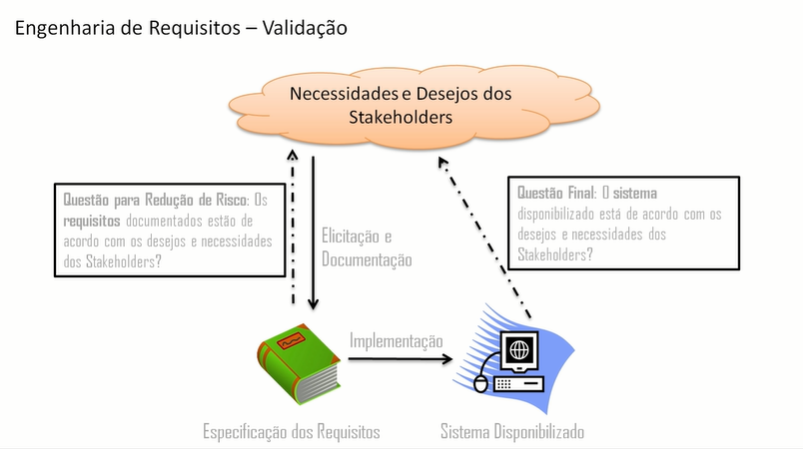 Engenharia de Requisitos – Validação
Necessidades e Desejos dos
Stakeholders
Questão para Redução de Risco: Os
requisitos documentados estão de
acordo com os desejos e necessidades
dos Stakeholders?
Elicitação e
Documentação
Questão Final: O sistema
disponibilizado está de acordo com os
desejos e necessidades dos
Stakeholders?
Implementação
Especificação dos Requisitos
Sistema Disponibilizado